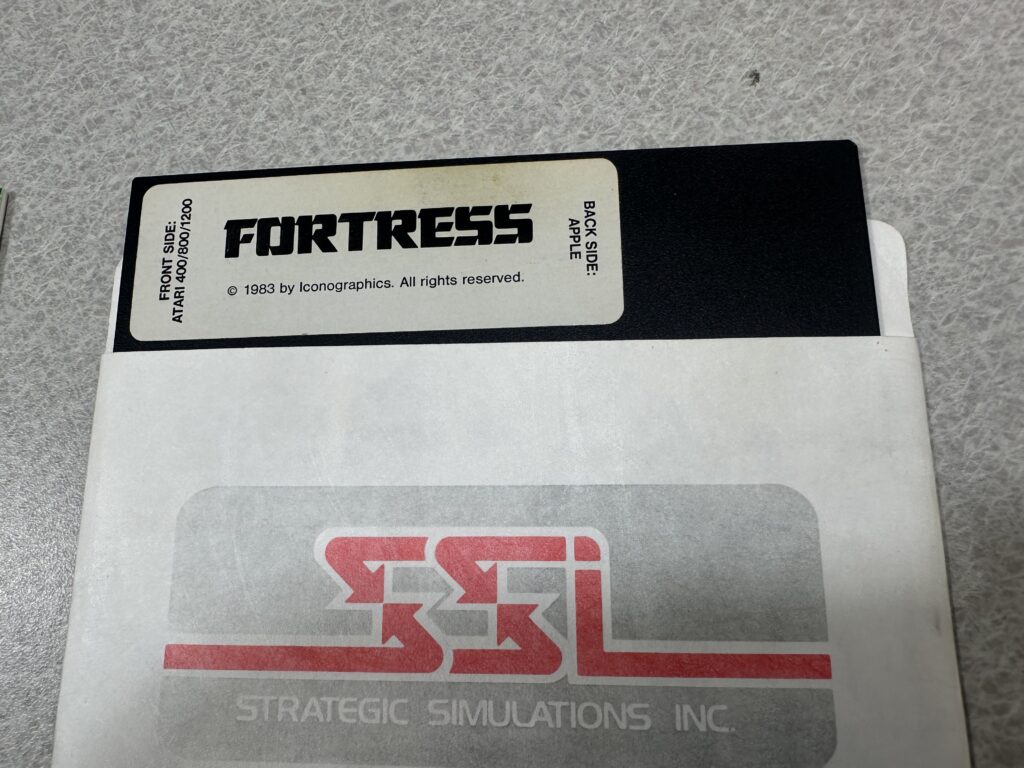 FRONT SIDE:
ATARI 400/800/1200
FORTRESS
© 1983 by Iconographics. All rights reserved.
BACK SIDE:
APPLE
SSI
STRATEGIC SIMULATIONS INC.